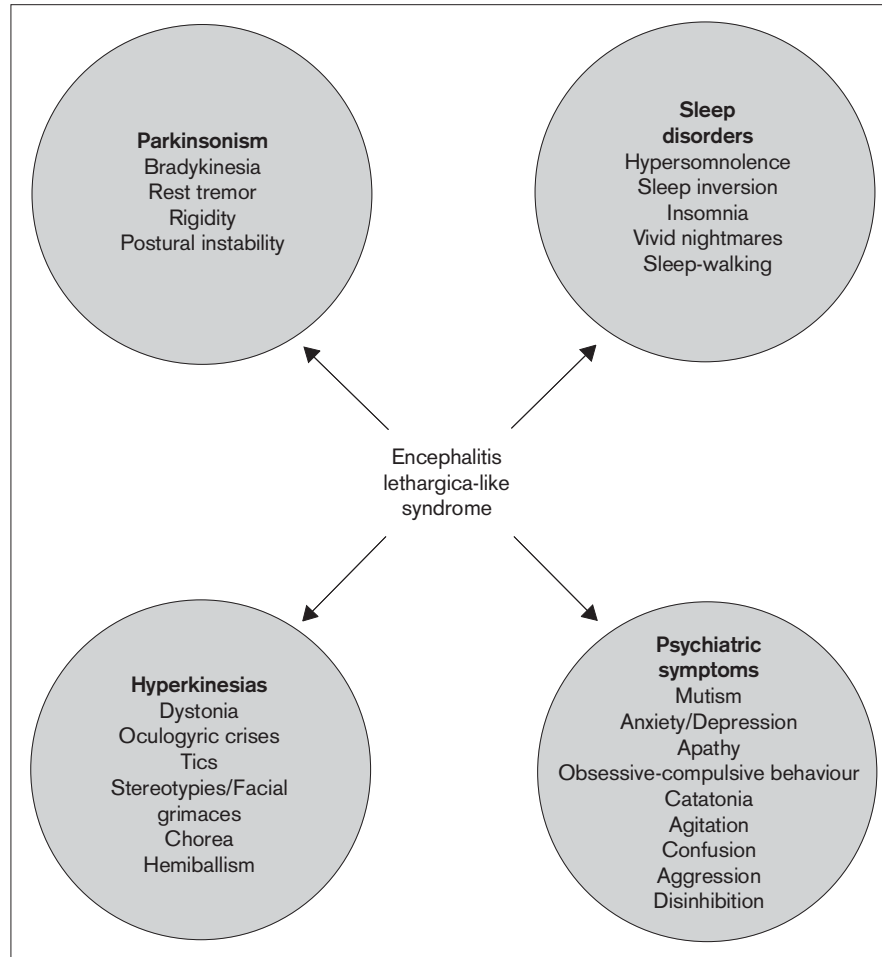 Parkinsonism
Bradykinesia
Rest tremor
Rigidity
Postural instability
Sleep
disorders
Hypersomnolence
Sleep inversion
Insomnia
Vivid nightmares
Sleep-walking
Encephalitis
lethargica-like
syndrome
Hyperkinesias
Dystonia
Oculogyric crises
Tics
Stereotypies/Facial
grimaces
Chorea
Hemiballism
Psychiatric
symptoms
Mutism
Anxiety/Depression
Apathy
Obsessive-compulsive behaviour
Catatonia
Agitation
Confusion
Aggression
Disinhibition